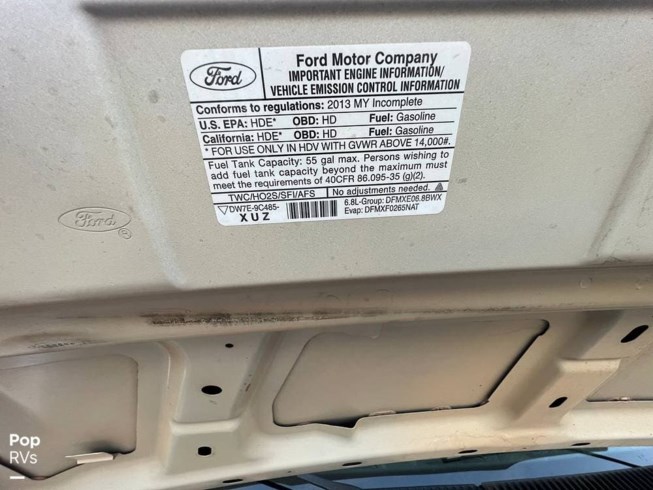 Ford
Ford Motor Company
IMPORTANT ENGINE INFORMATION/
VEHICLE EMISSION CONTROL INFORMATION
Conforms to regulations: 2013 MY Incomplete
U.S. EPA: HDE* OBD: HD Fuel: Gasoline
California: HDE* OBD: HD Fuel: Gasoline
* FOR USE ONLY IN HDV WITH GVWR ABOVE 14,000#.
Fuel Tank Capacity: 55 gal max. Persons wishing to
add fuel tank capacity beyond the maximum must
meet the requirements of 40CFR 86.095-35 (g)(2).
TWC/HO2S/SFI/AFS No adjustments needed.
DW7E-9C485-
XUZ
6.8L-Group: DFMXE06.8BWX
Evap: DFMXF0265NAT
Ford
Pop
RVs